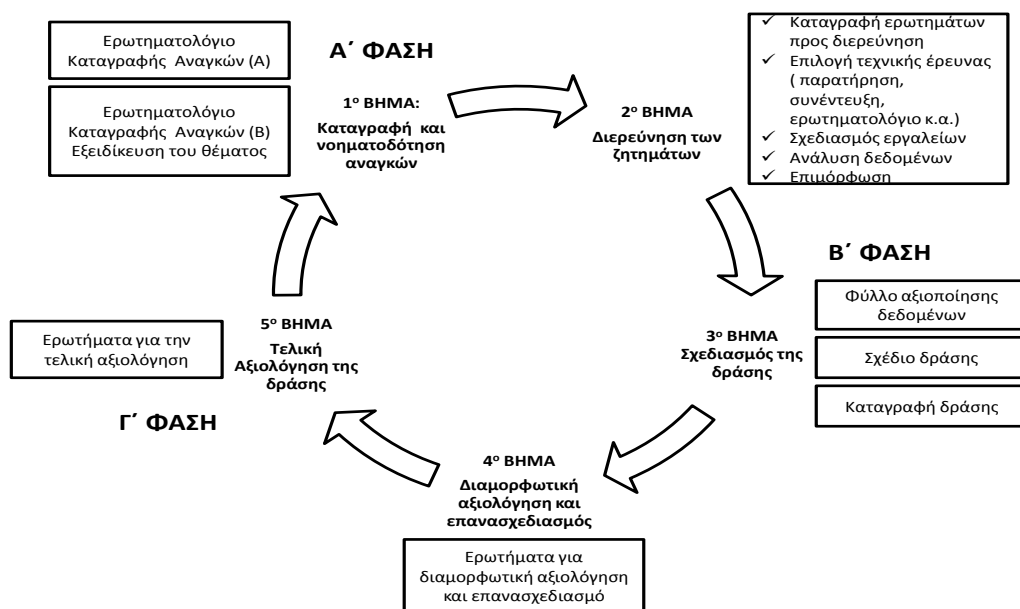 Ερωτηματολόγιο
Καταγραφής Αναγκών (Α)
Ερωτηματολόγιο
Καταγραφής Αναγκών (Β)
Εξειδίκευση του θέματος
Α΄ ΦΑΣΗ
1ο ΒΗΜΑ:
Καταγραφή και
νοηματοδότηση
αναγκών
2ο ΒΗΜΑ
Διερεύνηση των
ζητημάτων
✓ Καταγραφή ερωτημάτων
προς διερεύνηση
✓ Επιλογή τεχνικής έρευνας
( παρατήρηση,
συνέντευξη,
ερωτηματολόγιο κ.α.)
✓ Σχεδιασμός εργαλείων
✓ Ανάλυση δεδομένων
✓ Επιμόρφωση
Β΄ ΦΑΣΗ
3ο ΒΗΜΑ
Σχεδιασμός της
δράσης
Φύλλο αξιοποίησης
δεδομένων
Σχέδιο δράσης
Καταγραφή δράσης
4ο ΒΗΜΑ
Διαμορφωτική
αξιολόγηση και
επανασχεδιασμός
Ερωτήματα για
διαμορφωτική αξιολόγηση
και επανασχεδιασμό
5ο ΒΗΜΑ
Τελική
Αξιολόγηση της
δράσης
Ερωτήματα για την
τελική αξιολόγηση
Γ΄ ΦΑΣΗ